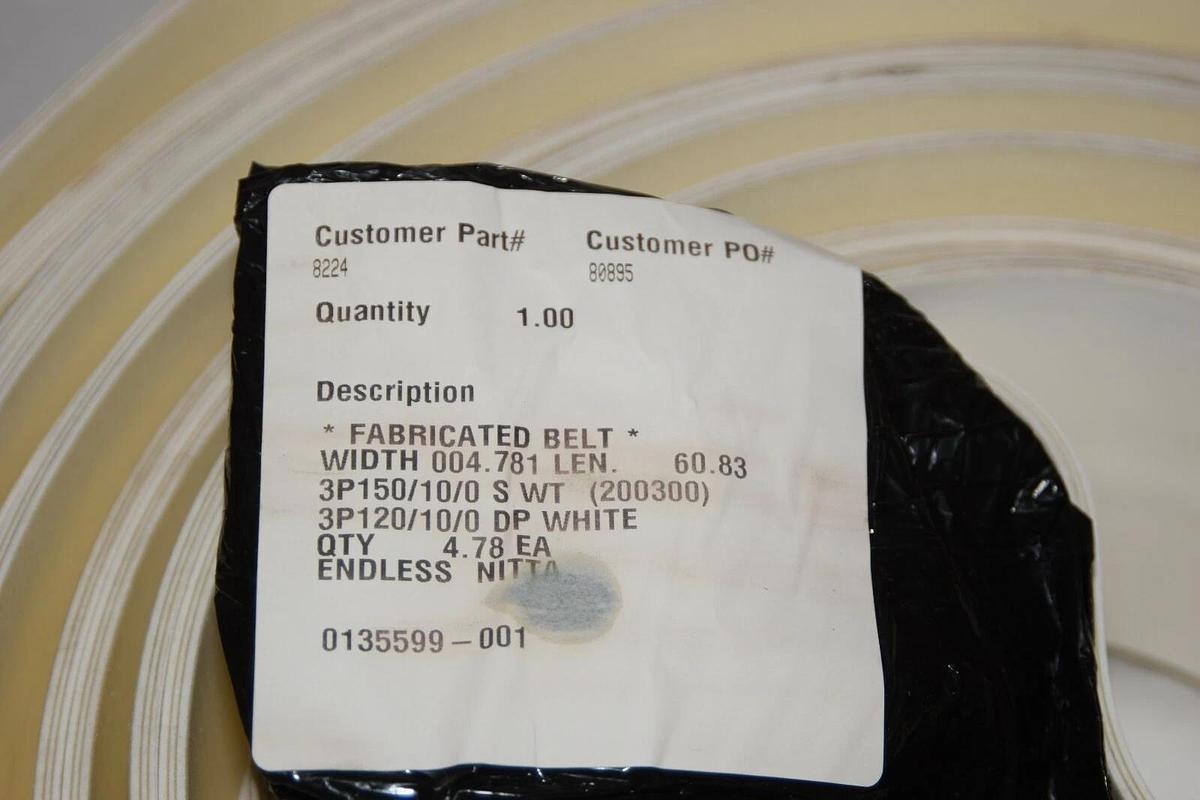 Customer Part# Customer PO#
8224 80895
Quantity 1.00
Description
* FABRICATED BELT *
WIDTH 004.781 LEN. 60.83
3P150/10/0 S WT (200300)
3P120/10/0 DP WHITE
QTY 4.78 EA
ENDLESS NITTA
0135599-001